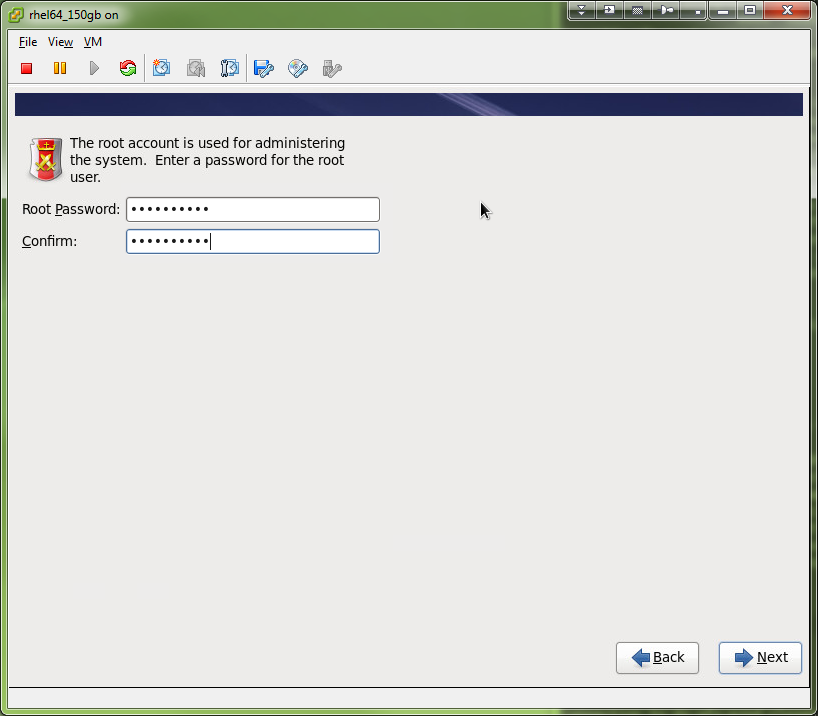 rhel64_150gb on
File View VM
The root account is used for administering
the system.  Enter a password for the root
user.
Root Password: ••••••••••
Confirm: ••••••••••
Back Next